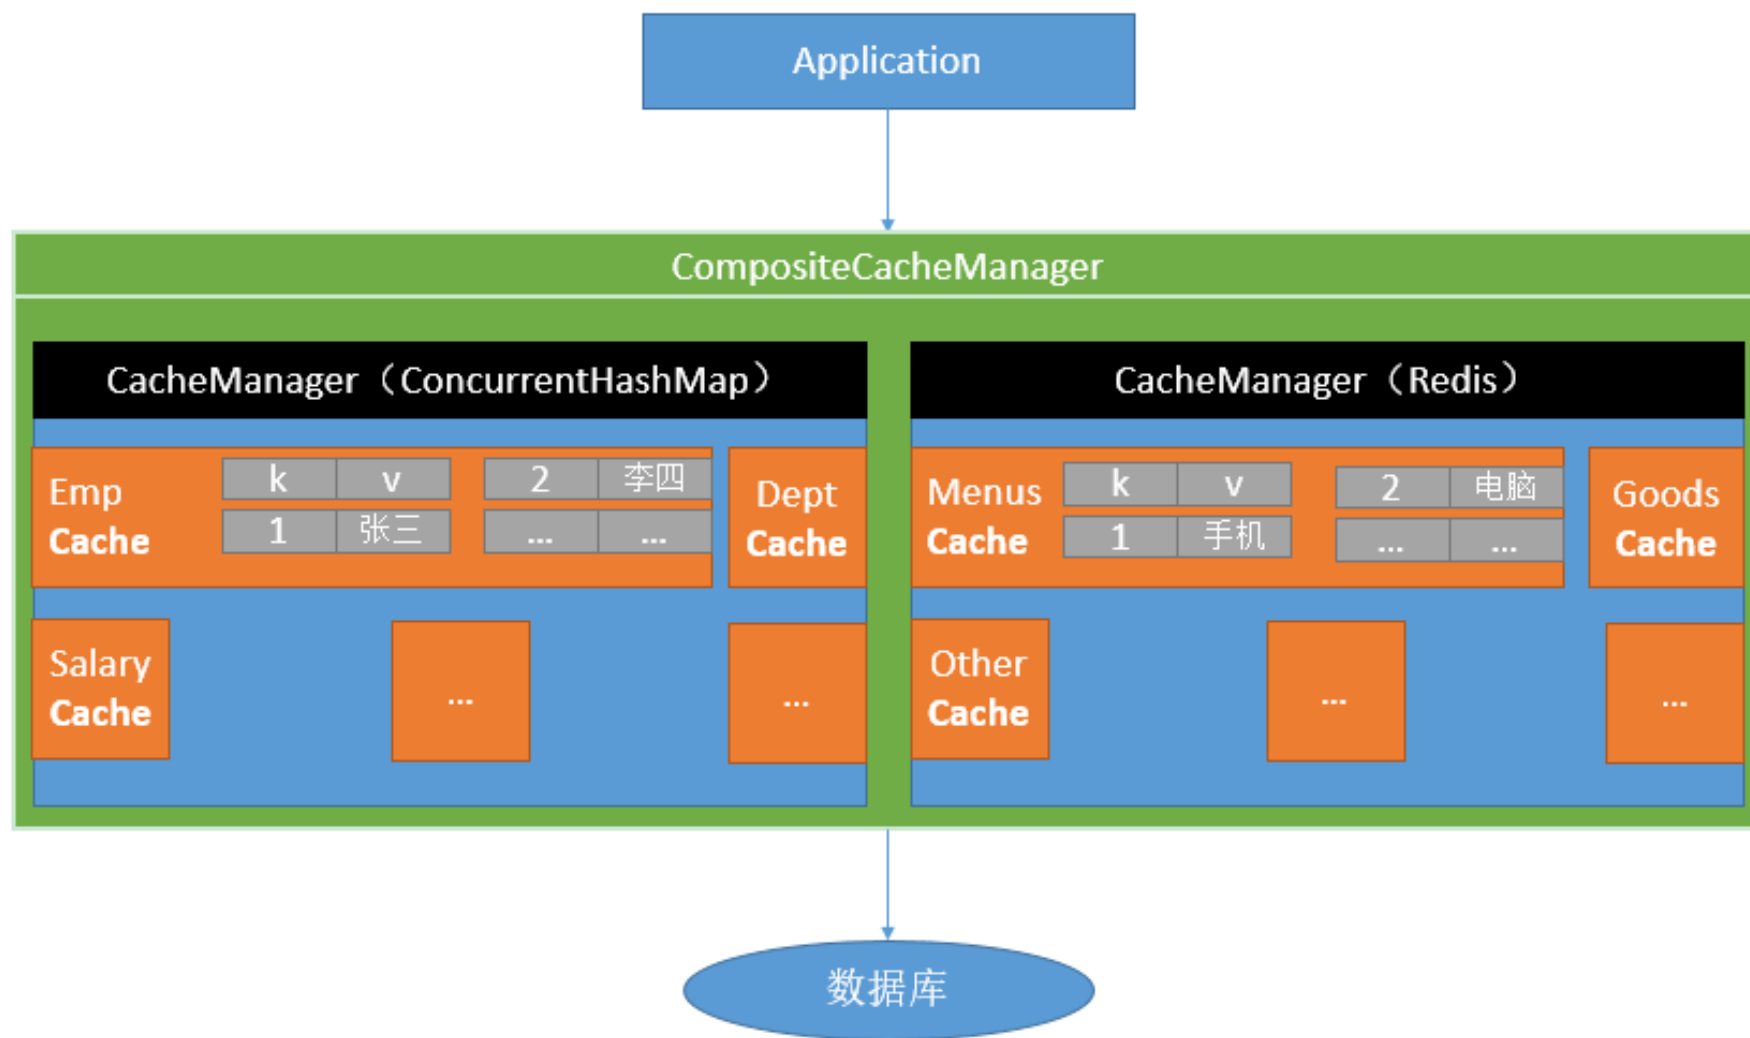 Application
CompositeCacheManager
CacheManager（ConcurrentHashMap）
Emp
Cache
k v
1 张三
2 李四
... ...
Dept
Cache
Salary
Cache
...
...
CacheManager（Redis）
Menus
Cache
k v
1 手机
2 电脑
... ...
Goods
Cache
Other
Cache
...
...
数据库